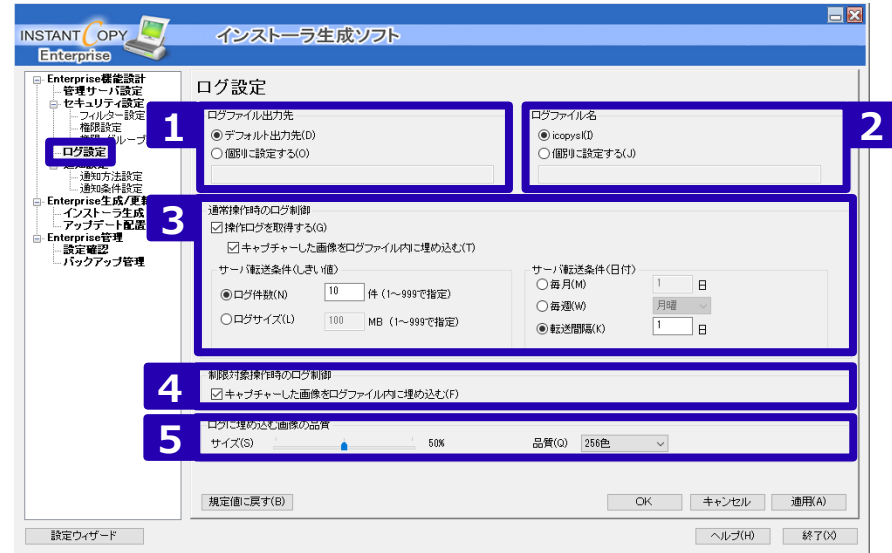 INSTANT COPY
Enterprise
インストーラ生成ソフト
Enterprise機能設計
管理サーバ設定
セキュリティ設定
フィルター設定
権限設定
ログ設定
通知方法設定
通知条件設定
Enterprise生成/更新
インストーラ生成
アップデート配置
Enterprise管理
設定確認
バックアップ管理
ログ設定
1
ログファイル出力先
デフォルト出力先(D)
個別に設定する(O)
2
ログファイル名
icopysl(I)
個別に設定する(J)
3
通常操作時のログ制御
操作ログを取得する(G)
キャプチャーした画像をログファイル内に埋め込む(T)
サーバ転送条件(しきい値)
ログ件数(N) 10 件 (1～999で指定)
ログサイズ(L) 100 MB (1～999で指定)
サーバ転送条件(日付)
毎月(M) 1 日
毎週(W) 月曜
転送間隔(K) 1 日
4
制限対象操作時のログ制御
キャプチャーした画像をログファイル内に埋め込む(F)
5
ログに埋め込む画像の品質
サイズ(S) 50% 品質(Q) 256色
規定値に戻す(B) OK キャンセル 適用(A)
設定ウィザード ヘルプ(H) 終了(X)